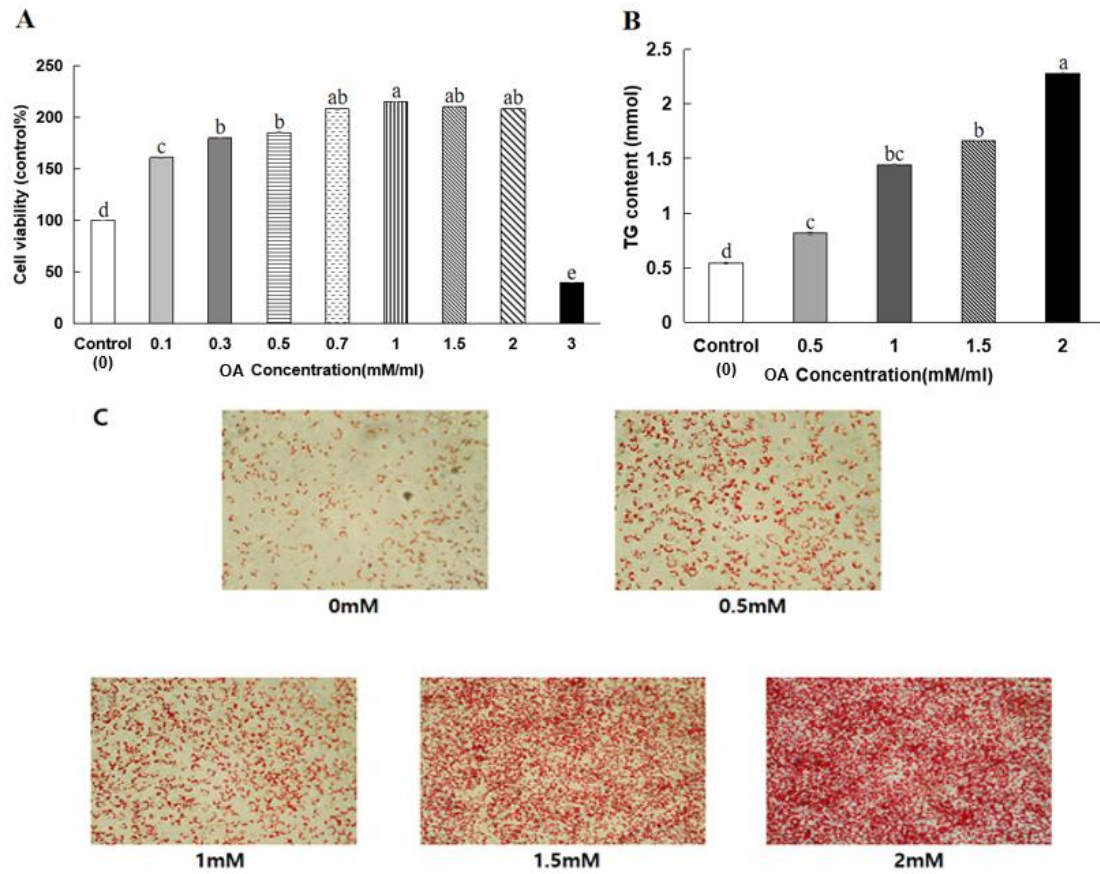 A
250
200
150
100
50
0
Cell viability (control%)
d
c
b
b
ab
a
ab
ab
e
Control 0.1 0.3 0.5 0.7 1 1.5 2 3
(0)
OA Concentration(mM/ml)
B
2.5
2
1.5
1
0.5
0
TG content (mmol)
d
c
bc
b
a
Control 0.5 1 1.5 2
(0)
OA Concentration(mM/ml)
C
0mM
0.5mM
1mM
1.5mM
2mM